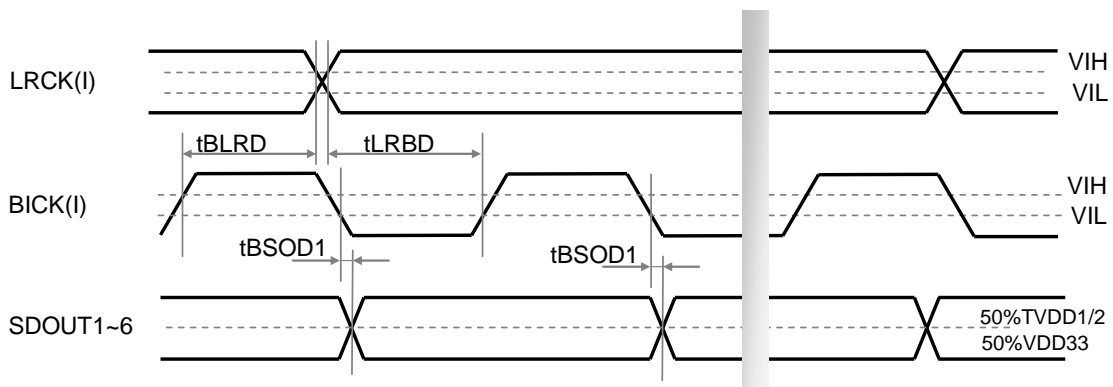 LRCK(I)
VIH
VIL
tBLRD
tLRBD
BICK(I)
VIH
VIL
tBSOD1
tBSOD1
SDOUT1~6
50%TVDD1/2
50%VDD33